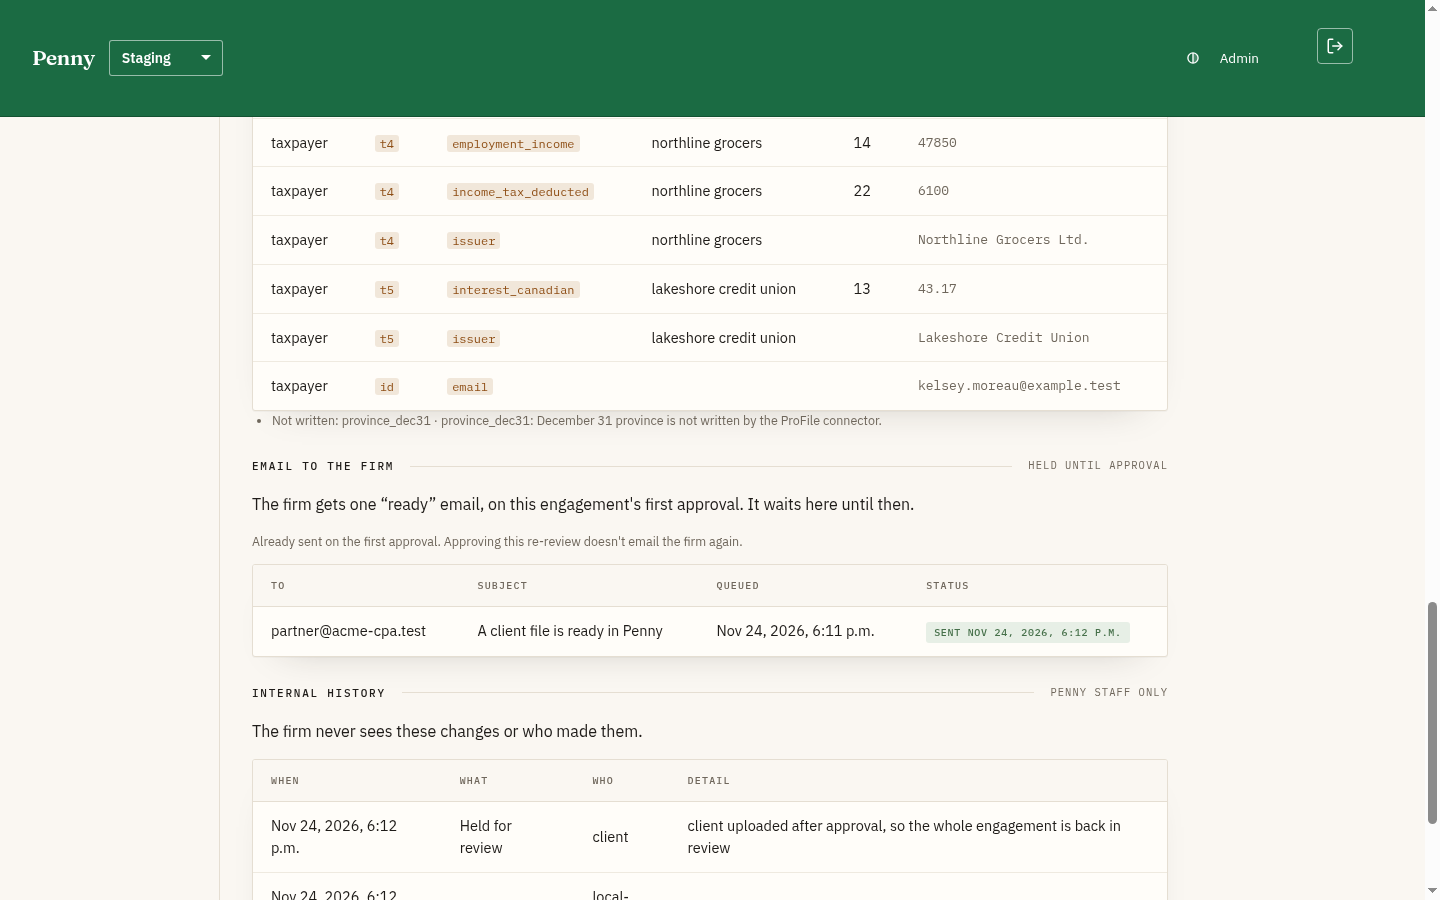 Penny
Staging
Admin
taxpayer t4 employment_income northline grocers 14 47850
taxpayer t4 income_tax_deducted northline grocers 22 6100
taxpayer t4 issuer northline grocers Northline Grocers Ltd.
taxpayer t5 interest_canadian lakeshore credit union 13 43.17
taxpayer t5 issuer lakeshore credit union Lakeshore Credit Union
taxpayer id email kelsey.moreau@example.test
• Not written: province_dec31 · province_dec31: December 31 province is not written by the ProFile connector.
EMAIL TO THE FIRM HELD UNTIL APPROVAL
The firm gets one “ready” email, on this engagement's first approval. It waits here until then.
Already sent on the first approval. Approving this re-review doesn't email the firm again.
TO SUBJECT QUEUED STATUS
partner@acme-cpa.test A client file is ready in Penny Nov 24, 2026, 6:11 p.m. SENT NOV 24, 2026, 6:12 P.M.
INTERNAL HISTORY PENNY STAFF ONLY
The firm never sees these changes or who made them.
WHEN WHAT WHO DETAIL
Nov 24, 2026, 6:12 p.m. Held for review client client uploaded after approval, so the whole engagement is back in review
Nov 24, 2026, 6:12 local-